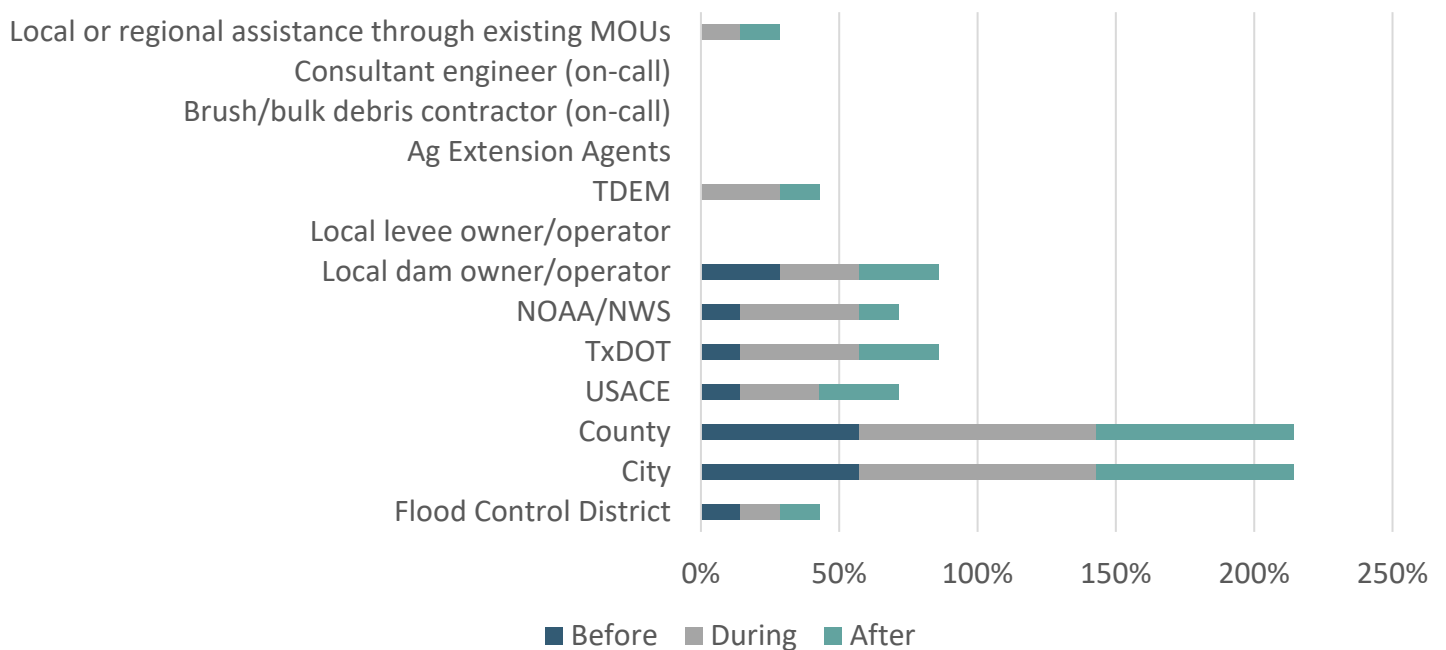 Local or regional assistance through existing MOUs
Consultant engineer (on-call)
Brush/bulk debris contractor (on-call)
Ag Extension Agents
TDEM
Local levee owner/operator
Local dam owner/operator
NOAA/NWS
TxDOT
USACE
County
City
Flood Control District
0% 50% 100% 150% 200% 250%
Before During After